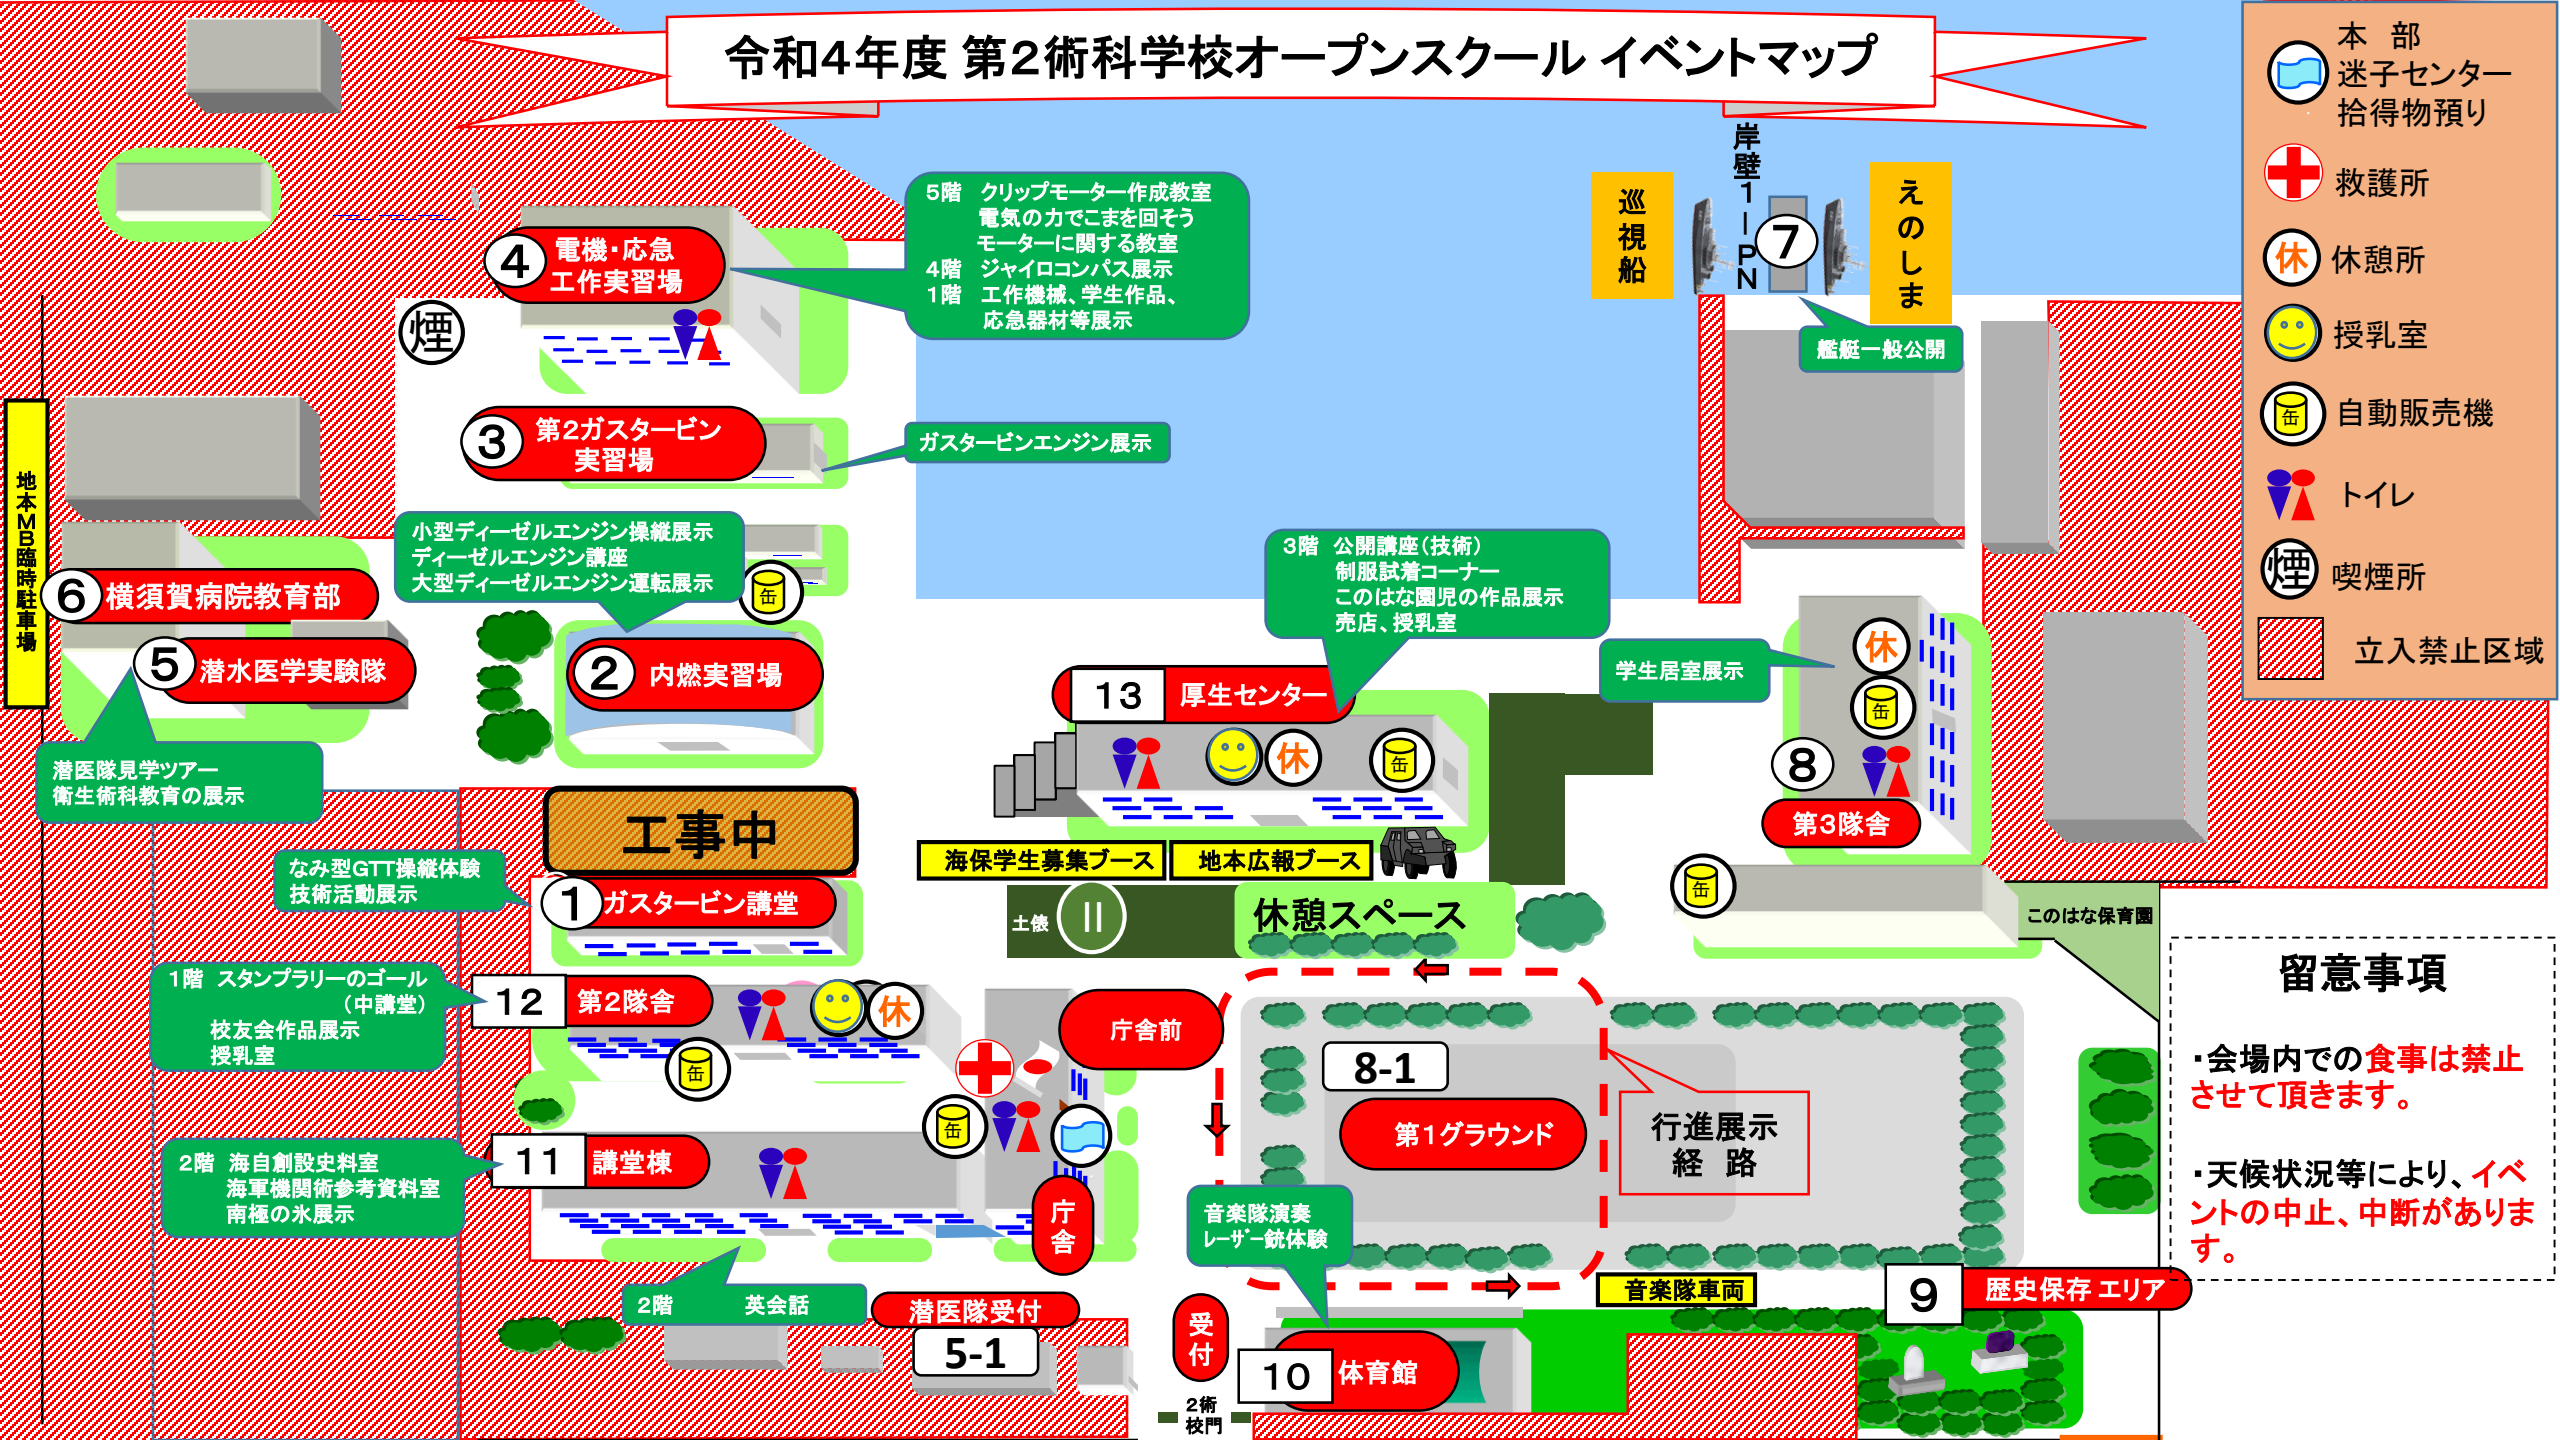 令和4年度 第2術科学校オープンスクール イベントマップ
本 部
迷子センター
拾得物預り
救護所
休
休憩所
授乳室
缶
自動販売機
トイレ
煙
喫煙所
立入禁止区域
岸壁1-PN
巡視船
7
えのしま
艦艇一般公開
5階 クリップモーター作成教室
電気の力でこまを回そう
モーターに関する教室
4階 ジャイロコンパス展示
1階 工作機械、学生作品、
応急器材等展示
4
電機・応急
工作実習場
煙
3
第2ガスタービン
実習場
ガスタービンエンジン展示
地本MB臨時駐車場
小型ディーゼルエンジン操縦展示
ディーゼルエンジン講座
大型ディーゼルエンジン運転展示
缶
6
横須賀病院教育部
5
潜水医学実験隊
2
内燃実習場
潜医隊見学ツアー
衛生術科教育の展示
3階 公開講座(技術)
制服試着コーナー
このはな園児の作品展示
売店、授乳室
13
厚生センター
休
缶
学生居室展示
休
缶
8
第3隊舎
缶
このはな保育園
工事中
なみ型GTT操縦体験
技術活動展示
1
ガスタービン講堂
海保学生募集ブース
地本広報ブース
土俵
休憩スペース
1階 スタンプラリーのゴール
(中講堂)
校友会作品展示
授乳室
12
第2隊舎
休
缶
庁舎前
缶
8-1
第1グラウンド
行進展示
経 路
留意事項
・会場内での食事は禁止
させて頂きます。
・天候状況等により、イベ
ントの中止、中断がありま
す。
2階 海自創設史料室
海軍機関術参考資料室
南極の氷展示
11
講堂棟
庁舎
音楽隊演奏
レーザー銃体験
2階 英会話
潜医隊受付
5-1
受付
2術
校門
10
体育館
音楽隊車両
9
歴史保存 エリア